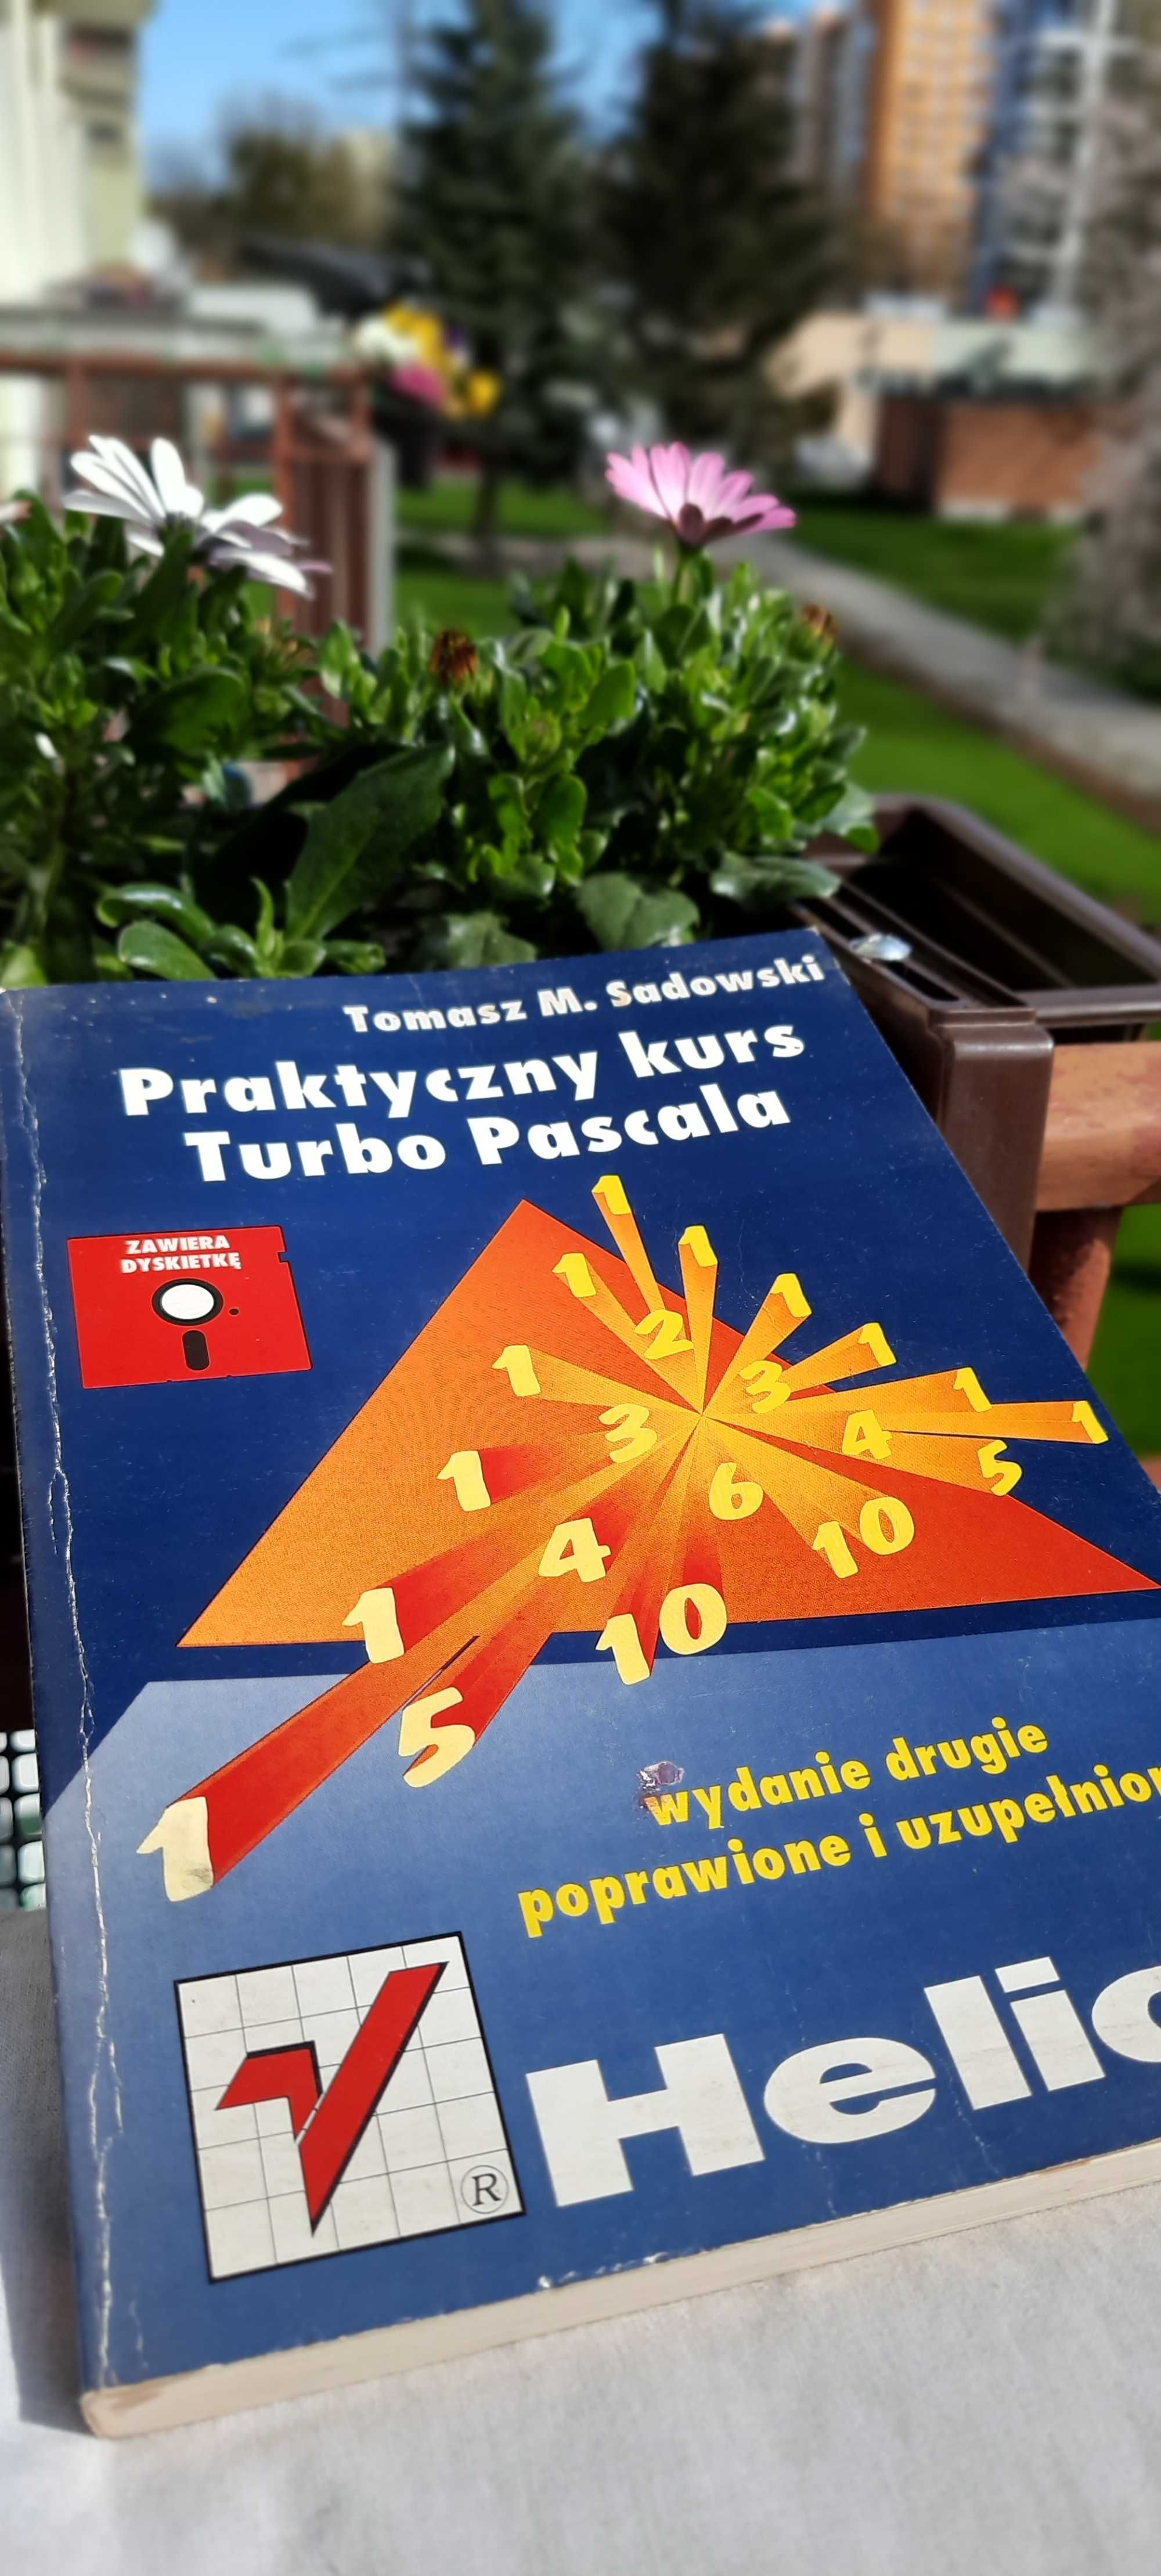 Tomasz M. Sadowski
Praktyczny kurs
Turbo Pascala
ZAWIERA
DYSKIETKĘ
1
1 1
1 2 1
1 3 3 1
1 4 6 4 1
1 5 10 10 5 1
wydanie drugie
poprawione i uzupełnion
Helio
®